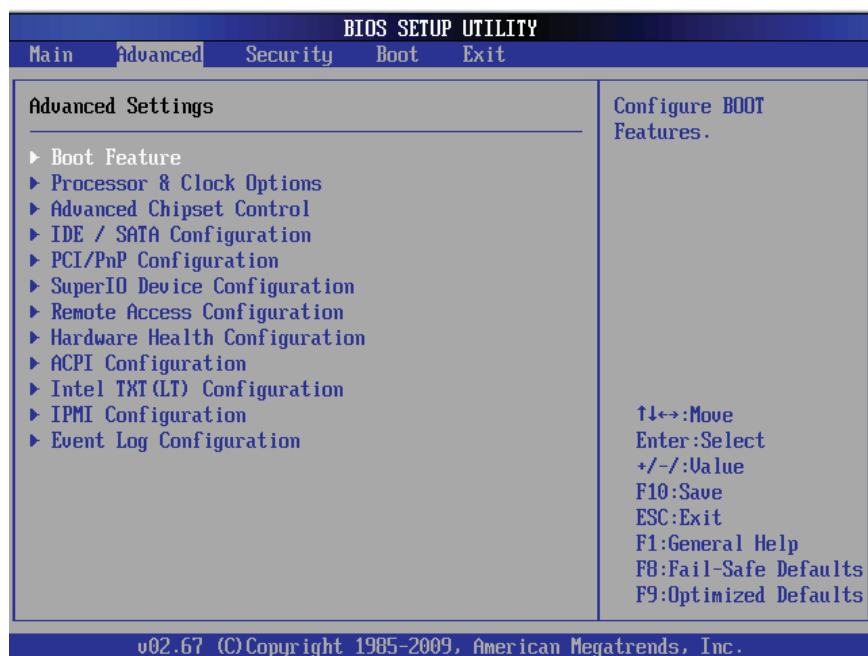 BIOS SETUP UTILITY
Main Advanced Security Boot Exit
Advanced Settings
▶ Boot Feature
▶ Processor & Clock Options
▶ Advanced Chipset Control
▶ IDE / SATA Configuration
▶ PCI/PnP Configuration
▶ SuperIO Device Configuration
▶ Remote Access Configuration
▶ Hardware Health Configuration
▶ ACPI Configuration
▶ Intel TXT(LT) Configuration
▶ IPMI Configuration
▶ Event Log Configuration
Configure BOOT
Features.
↑↓←→:Move
Enter:Select
+/-/:Value
F10:Save
ESC:Exit
F1:General Help
F8:Fail-Safe Defaults
F9:Optimized Defaults
v02.67 (C)Copyright 1985-2009, American Megatrends, Inc.